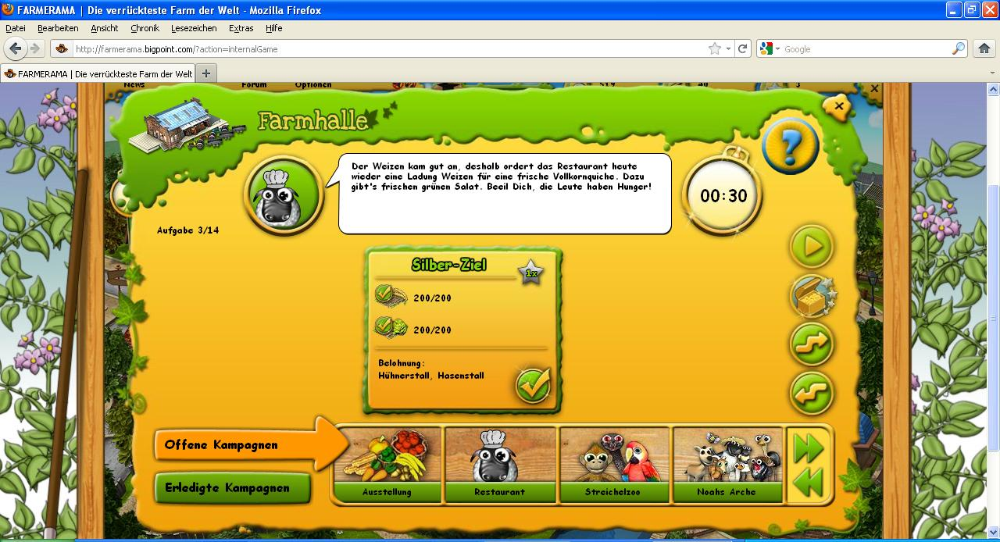 FARMERAMA | Die verrückteste Farm der Welt - Mozilla Firefox
Datei Bearbeiten Ansicht Chronik Lesezeichen Extras Hilfe
http://farmerama.bigpoint.com/?action=internalGame
Google
FARMERAMA | Die verrückteste Farm der Welt
News Forum Optionen
Farmhalle
?
Der Weizen kam gut an, deshalb ordert das Restaurant heute
wieder eine Ladung Weizen für eine frische Vollkornquiche. Dazu
gibt's frischen grünen Salat. Beeil Dich, die Leute haben Hunger!
00:30
Aufgabe 3/14
Silber-Ziel
1x
200/200
200/200
Belohnung:
Hühnerstall, Hasenstall
Offene Kampagnen
Erledigte Kampagnen
Ausstellung Restaurant Streichelzoo Noahs Arche